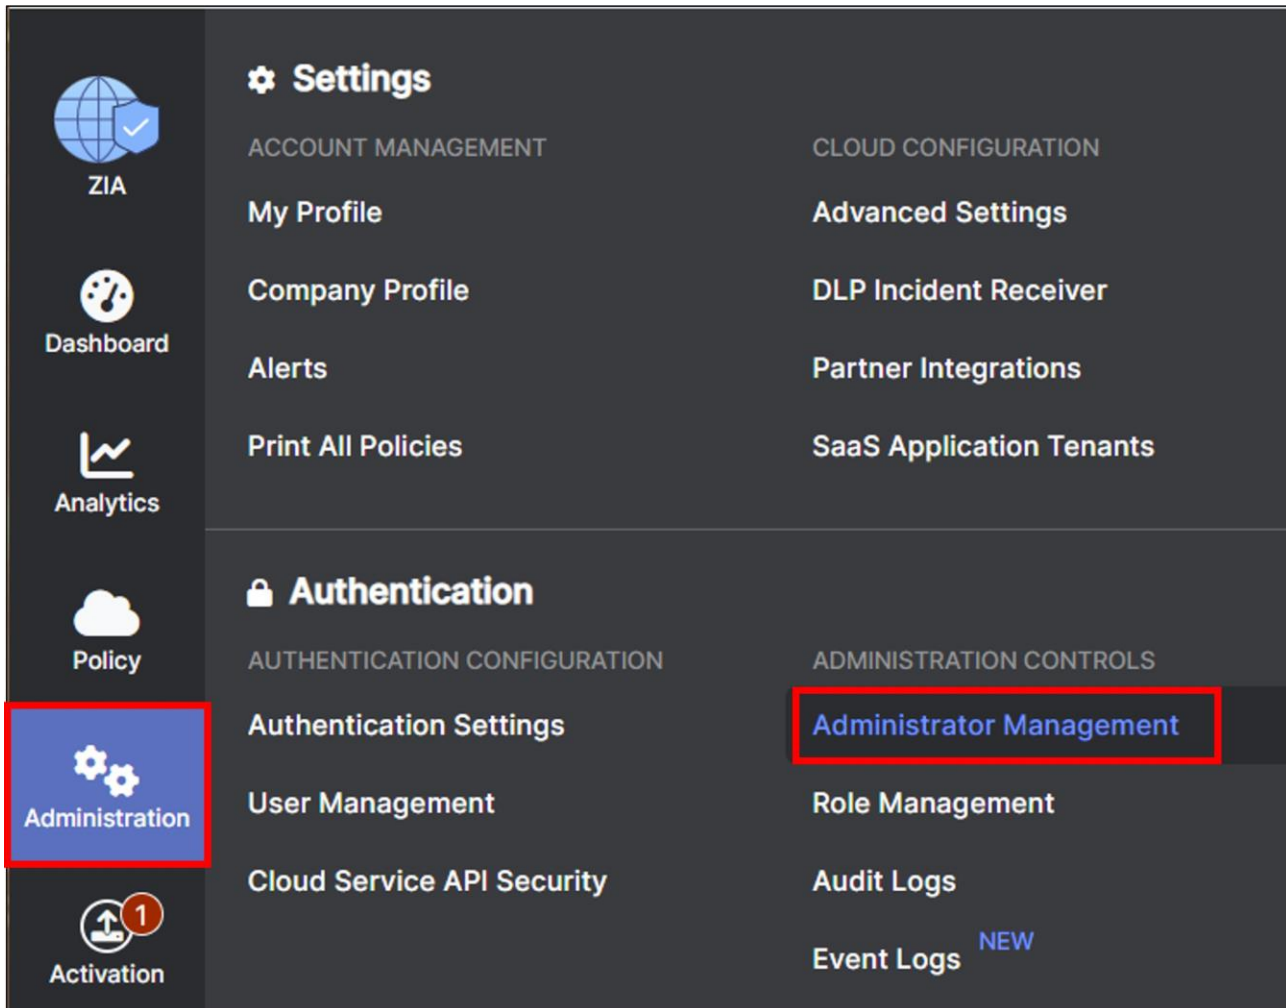 ZIA
Dashboard
Analytics
Policy
Administration
1
Activation
Settings
ACCOUNT MANAGEMENT
My Profile
Company Profile
Alerts
Print All Policies
CLOUD CONFIGURATION
Advanced Settings
DLP Incident Receiver
Partner Integrations
SaaS Application Tenants
Authentication
AUTHENTICATION CONFIGURATION
Authentication Settings
User Management
Cloud Service API Security
ADMINISTRATION CONTROLS
Administrator Management
Role Management
Audit Logs
Event Logs NEW